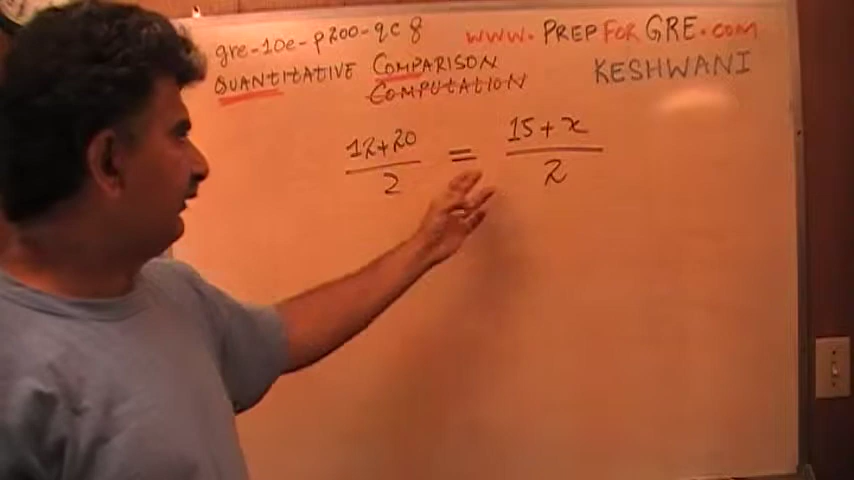 gre-10e-p200-qc 8
www.PREPFORGRE.com
QUANTITATIVE COMPARISON
KESHWANI
COMPUTATION
12+20 = 15+x
2 2